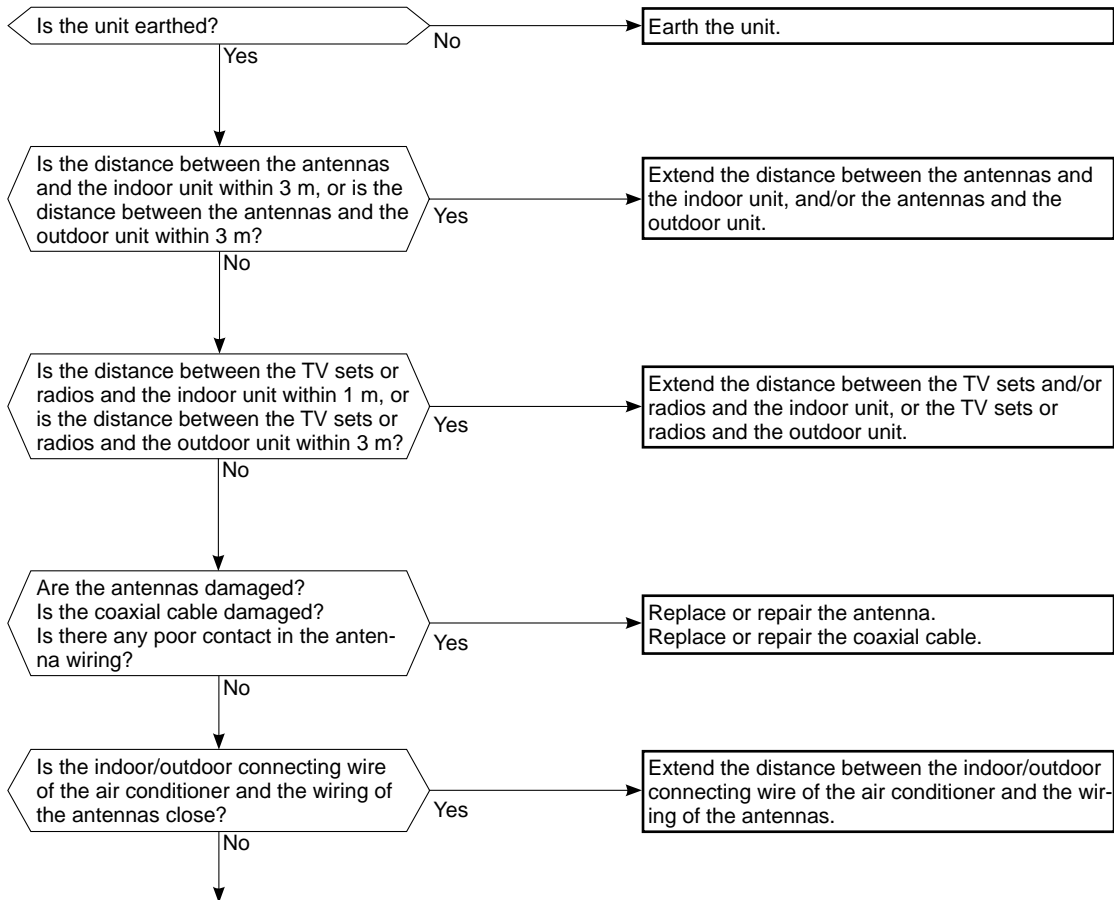 Is the unit earthed?
No
Earth the unit.
Yes
Is the distance between the antennas
and the indoor unit within 3 m, or is the
distance between the antennas and the
outdoor unit within 3 m?
Yes
Extend the distance between the antennas and
the indoor unit, and/or the antennas and the
outdoor unit.
No
Is the distance between the TV sets or
radios and the indoor unit within 1 m, or
is the distance between the TV sets or
radios and the outdoor unit within 3 m?
Yes
Extend the distance between the TV sets and/or
radios and the indoor unit, or the TV sets or
radios and the outdoor unit.
No
Are the antennas damaged?
Is the coaxial cable damaged?
Is there any poor contact in the anten-
na wiring?
Yes
Replace or repair the antenna.
Replace or repair the coaxial cable.
No
Is the indoor/outdoor connecting wire
of the air conditioner and the wiring of
the antennas close?
Yes
Extend the distance between the indoor/outdoor
connecting wire of the air conditioner and the wir-
ing of the antennas.
No